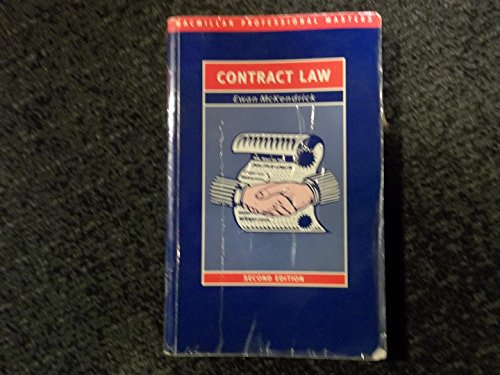 MACMILLAN PROFESSIONAL MASTERS
CONTRACT LAW
Ewan McKendrick
SECOND EDITION